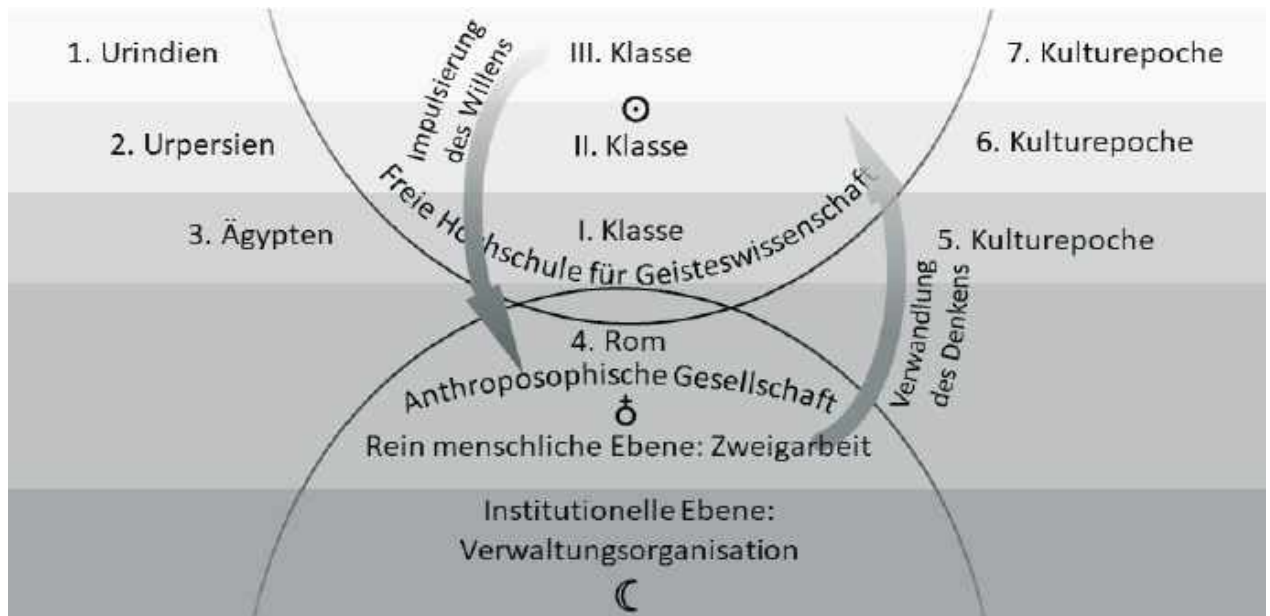 1. Urindien
III. Klasse
7. Kulturepoche
Impulsierung
des Willens
☉
2. Urpersien
II. Klasse
6. Kulturepoche
Freie Hochschule für Geisteswissenschaft
3. Ägypten
I. Klasse
5. Kulturepoche
Verwandlung
des Denkens
4. Rom
Anthroposophische Gesellschaft
♁
Rein menschliche Ebene: Zweigarbeit
Institutionelle Ebene:
Verwaltungsorganisation
☾